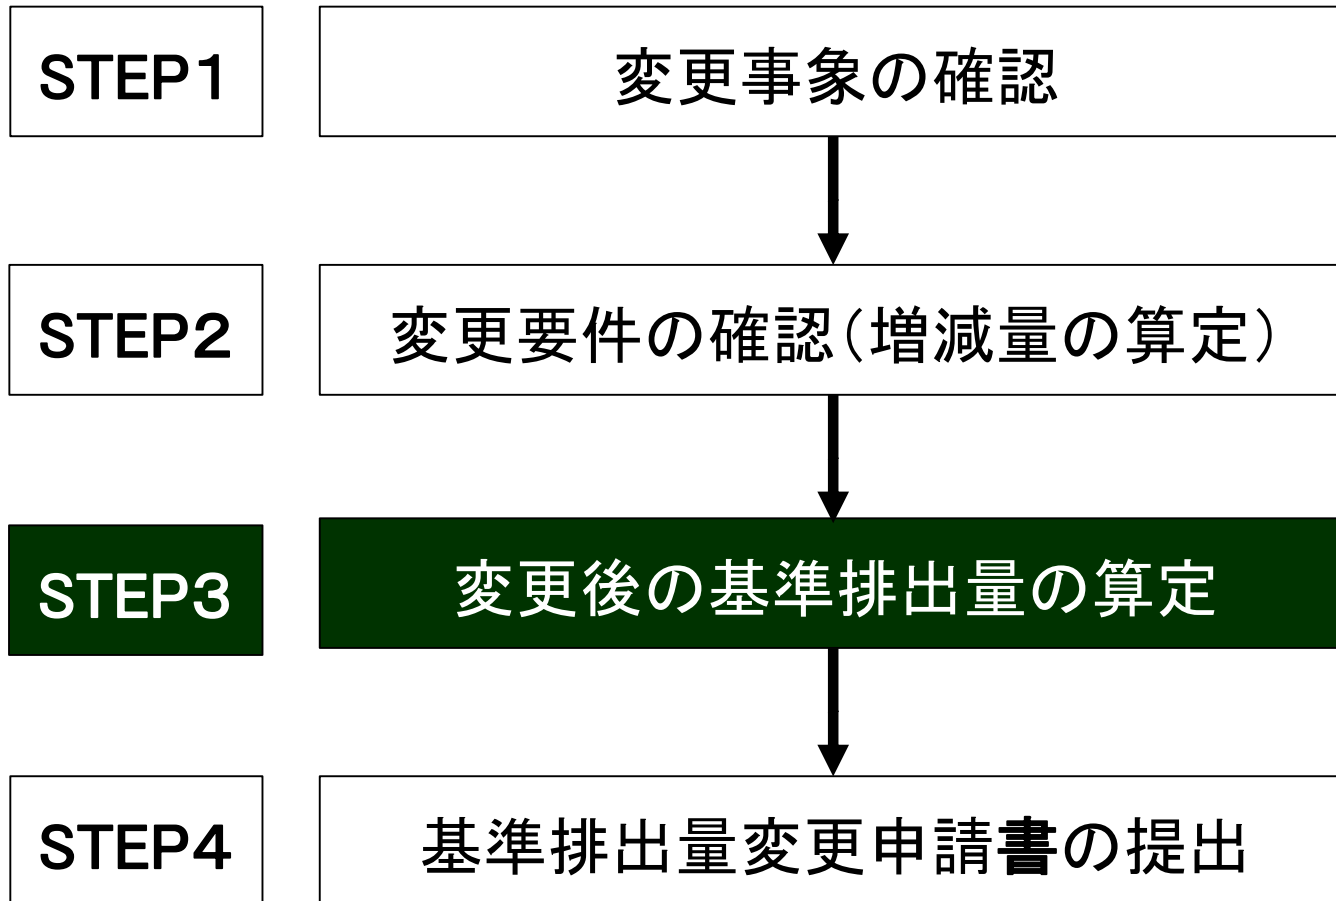 STEP1
変更事象の確認
STEP2
変更要件の確認(増減量の算定)
STEP3
変更後の基準排出量の算定
STEP4
基準排出量変更申請書の提出